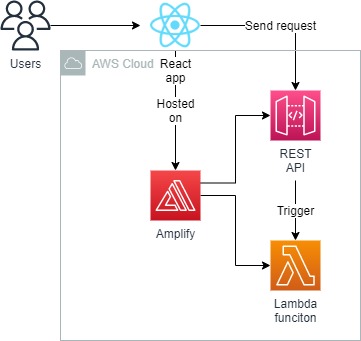 Send request
Users
AWS Cloud
React
app
Hosted
on
REST
API
Amplify
Trigger
Lambda
funciton